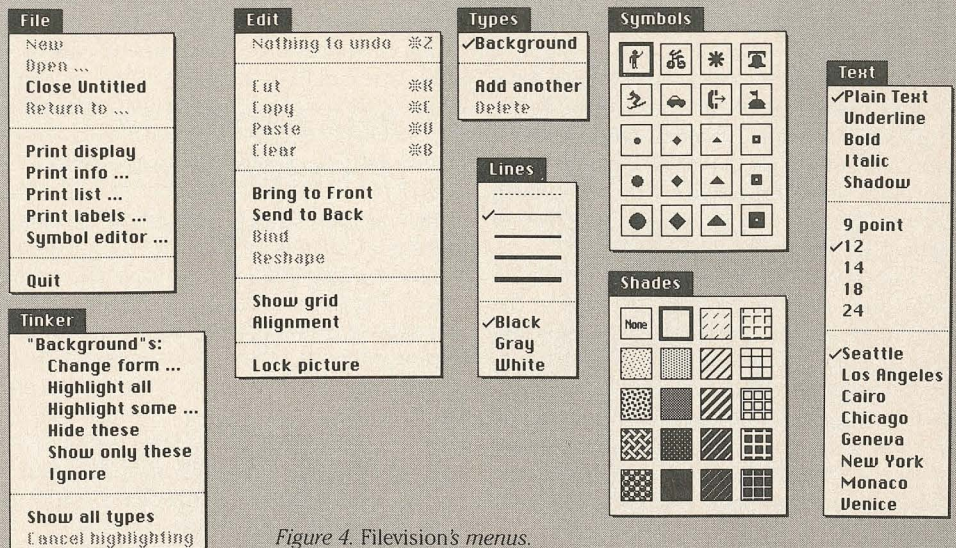 File
New
Open ...
Close Untitled
Return to ...
Print display
Print info ...
Print list ...
Print labels ...
Symbol editor ...
Quit
Tinker
"Background"s:
Change form ...
Highlight all
Highlight some ...
Hide these
Show only these
Ignore
Show all types
Cancel highlighting
Edit
Nothing to undo ⌘Z
Cut ⌘X
Copy ⌘C
Paste ⌘V
Clear ⌘B
Bring to Front
Send to Back
Bind
Reshape
Show grid
Alignment
Lock picture
Types
✓Background
Add another
Delete
Lines
✓Black
Gray
White
Symbols
Shades
None
Text
✓Plain Text
Underline
Bold
Italic
Shadow
9 point
✓12
14
18
24
✓Seattle
Los Angeles
Cairo
Chicago
Geneva
New York
Monaco
Venice
Figure 4. Filevision's menus.